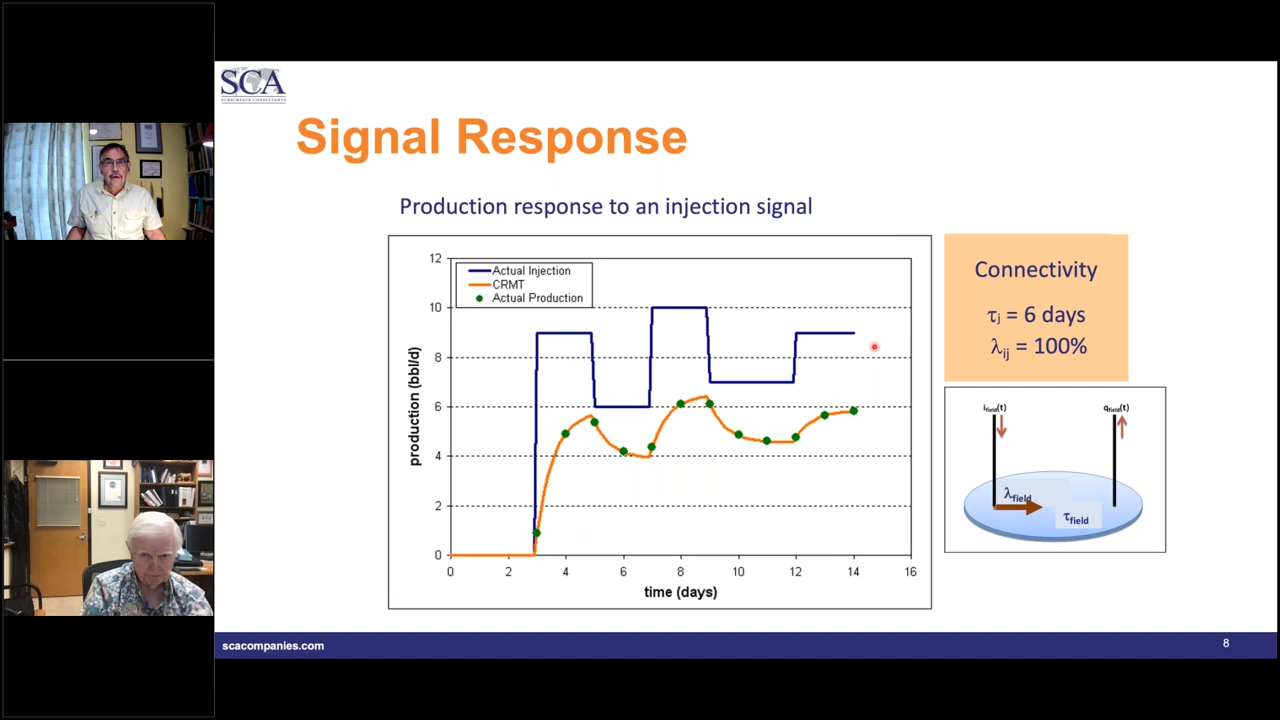 SCA
SUBSURFACE CONSULTANTS
Signal Response
Production response to an injection signal
Actual Injection
CRMT
Actual Production
12
10
8
6
4
2
0
production (bbl/d)
0 2 4 6 8 10 12 14 16
time (days)
Connectivity
τj = 6 days
λij = 100%
ifield(t)
qfield(t)
λfield
τfield
scacompanies.com
8